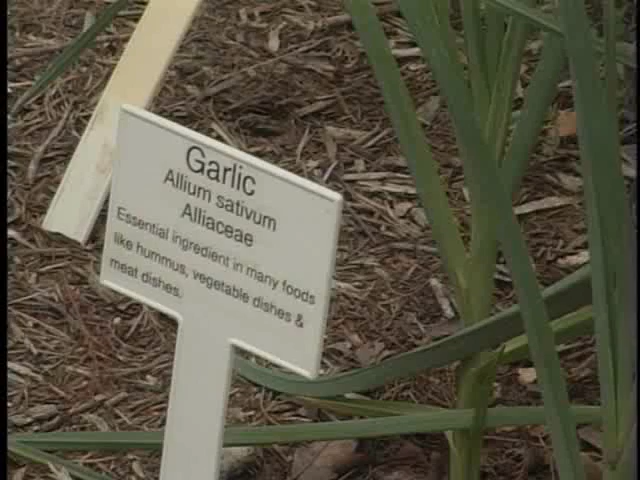 Garlic
Allium sativum
Alliaceae
Essential ingredient in many foods
like hummus, vegetable dishes &
meat dishes.